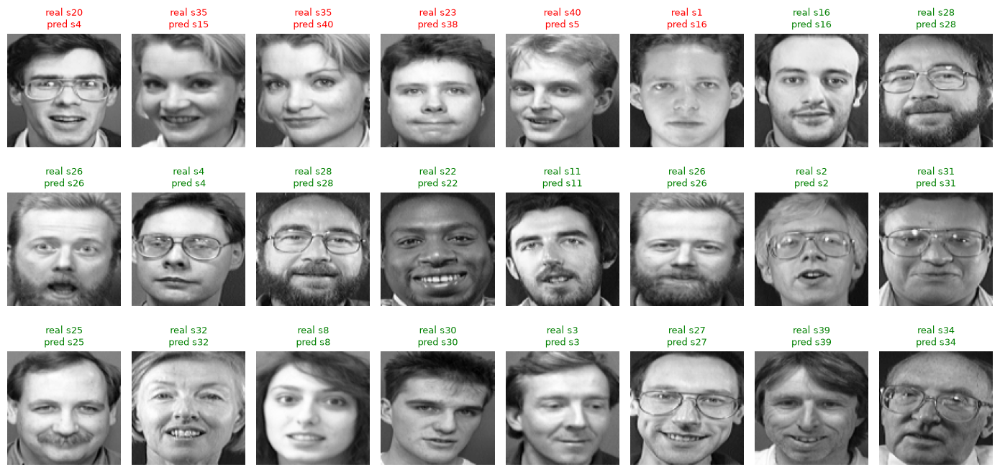 real s20
pred s4
real s35
pred s15
real s35
pred s40
real s23
pred s38
real s40
pred s5
real s1
pred s16
real s16
pred s16
real s28
pred s28
real s26
pred s26
real s4
pred s4
real s28
pred s28
real s22
pred s22
real s11
pred s11
real s26
pred s26
real s2
pred s2
real s31
pred s31
real s25
pred s25
real s32
pred s32
real s8
pred s8
real s30
pred s30
real s3
pred s3
real s27
pred s27
real s39
pred s39
real s34
pred s34